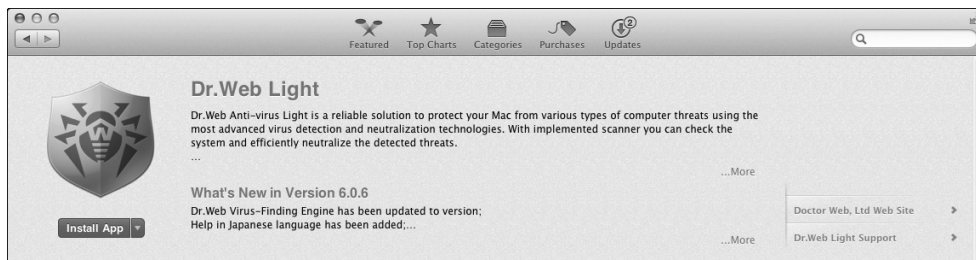 2
Featured Top Charts Categories Purchases Updates
Dr.Web Light
Dr.Web Anti-virus Light is a reliable solution to protect your Mac from various types of computer threats using the
most advanced virus detection and neutralization technologies. With implemented scanner you can check the
system and efficiently neutralize the detected threats.
...
...More
What's New in Version 6.0.6
Dr.Web Virus-Finding Engine has been updated to version;
Help in Japanese language has been added;...
...More
Install App
Doctor Web, Ltd Web Site
Dr.Web Light Support